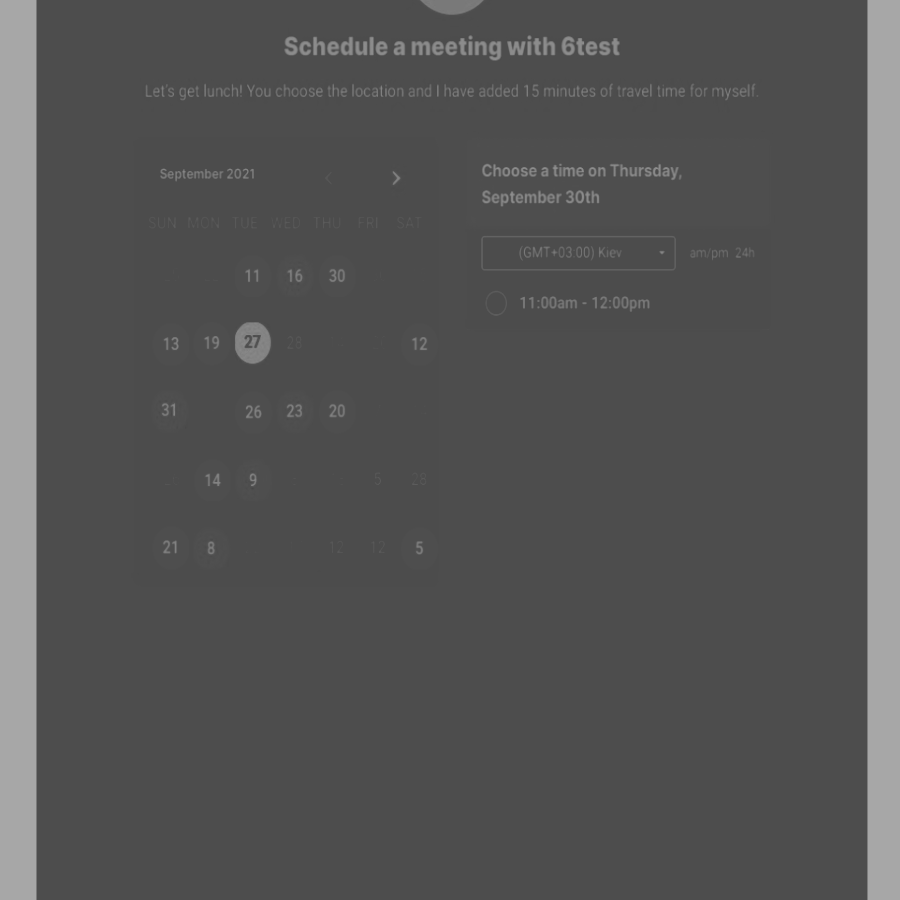 Schedule a meeting with 6test
Let's get lunch! You choose the location and I have added 15 minutes of travel time for myself.
September 2021
SUN MON TUE WED THU FRI SAT
11 16 30
13 19 27 28 12
31 26 23 20
14 9 5 28
21 8 12 12 5
Choose a time on Thursday,
September 30th
(GMT+03:00) Kiev
am/pm 24h
11:00am - 12:00pm